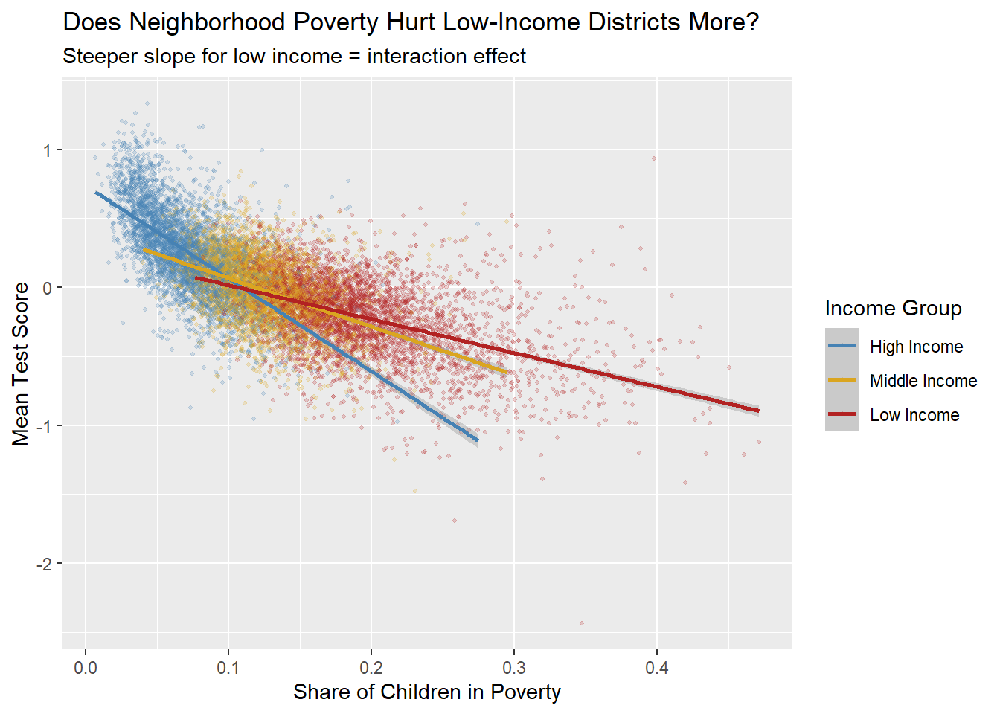 Does Neighborhood Poverty Hurt Low-Income Districts More?
Steeper slope for low income = interaction effect
Mean Test Score
1
0
-1
-2
0.0
0.1
0.2
0.3
0.4
Share of Children in Poverty
Income Group
High Income
Middle Income
Low Income